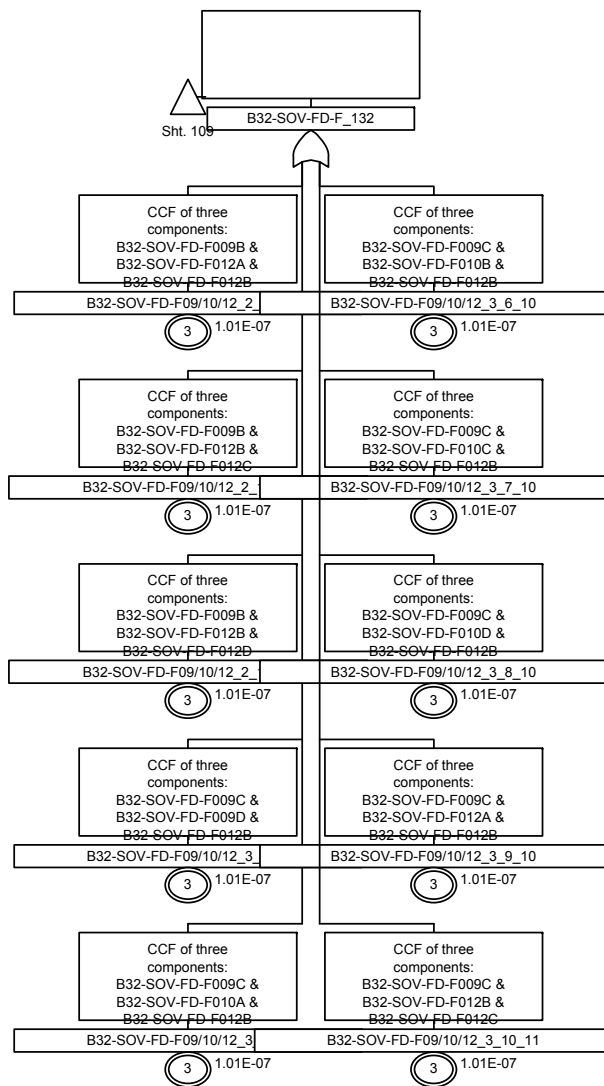 B32-SOV-FD-F_132
Sht. 109
CCF of three
components:
B32-SOV-FD-F009B &
B32-SOV-FD-F012A &
B32-SOV-FD-F012B
B32-SOV-FD-F09/10/12_2_
3
1.01E-07
CCF of three
components:
B32-SOV-FD-F009C &
B32-SOV-FD-F010B &
B32-SOV-FD-F012B
B32-SOV-FD-F09/10/12_3_6_10
3
1.01E-07
CCF of three
components:
B32-SOV-FD-F009B &
B32-SOV-FD-F012B &
B32-SOV-FD-F012C
B32-SOV-FD-F09/10/12_2_
3
1.01E-07
CCF of three
components:
B32-SOV-FD-F009C &
B32-SOV-FD-F010C &
B32-SOV-FD-F012B
B32-SOV-FD-F09/10/12_3_7_10
3
1.01E-07
CCF of three
components:
B32-SOV-FD-F009B &
B32-SOV-FD-F012B &
B32-SOV-FD-F012D
B32-SOV-FD-F09/10/12_2_
3
1.01E-07
CCF of three
components:
B32-SOV-FD-F009C &
B32-SOV-FD-F010D &
B32-SOV-FD-F012B
B32-SOV-FD-F09/10/12_3_8_10
3
1.01E-07
CCF of three
components:
B32-SOV-FD-F009C &
B32-SOV-FD-F009D &
B32-SOV-FD-F012B
B32-SOV-FD-F09/10/12_3_
3
1.01E-07
CCF of three
components:
B32-SOV-FD-F009C &
B32-SOV-FD-F012A &
B32-SOV-FD-F012B
B32-SOV-FD-F09/10/12_3_9_10
3
1.01E-07
CCF of three
components:
B32-SOV-FD-F009C &
B32-SOV-FD-F010A &
B32-SOV-FD-F012B
B32-SOV-FD-F09/10/12_3_
3
1.01E-07
CCF of three
components:
B32-SOV-FD-F009C &
B32-SOV-FD-F012B &
B32-SOV-FD-F012C
B32-SOV-FD-F09/10/12_3_10_11
3
1.01E-07